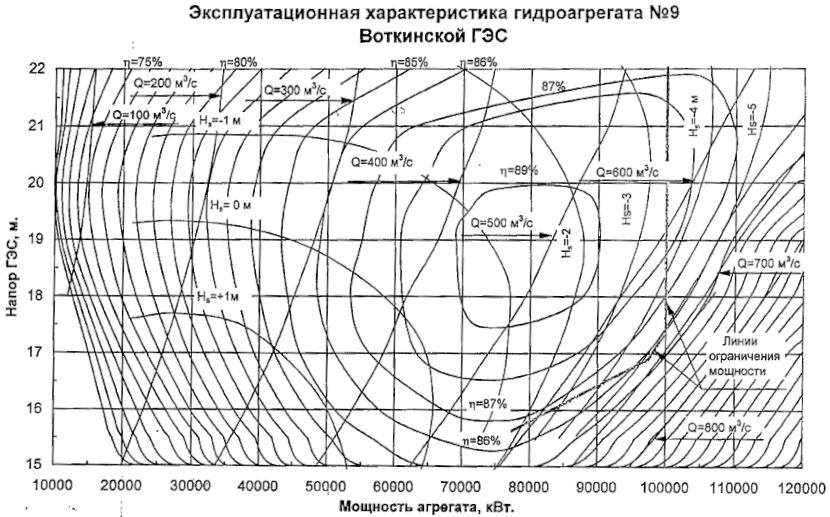 Эксплуатационная характеристика гидроагрегата №9
Воткинской ГЭС
η=75%
η=80%
η=85%
η=86%
22
Q=200 м³/с
Q=300 м³/с
87%
Q=100 м³/с
Hₛ=-1 м
Hₛ=-4 м
Hs=-5
21
Q=400 м³/с
η=89%
Q=600 м³/с
20
Hₛ= 0 м
Q=500 м³/с
Hₛ=-2
Hs=-3
19
Q=700 м³/с
Hₛ=+1м
18
Линии
ограничения
мощности
17
16
η=87%
η=86%
Q=800 м³/с
15
Напор ГЭС, м.
10000 20000 30000 40000 50000 60000 70000 80000 90000 100000 110000 120000
Мощность агрегата, кВт.